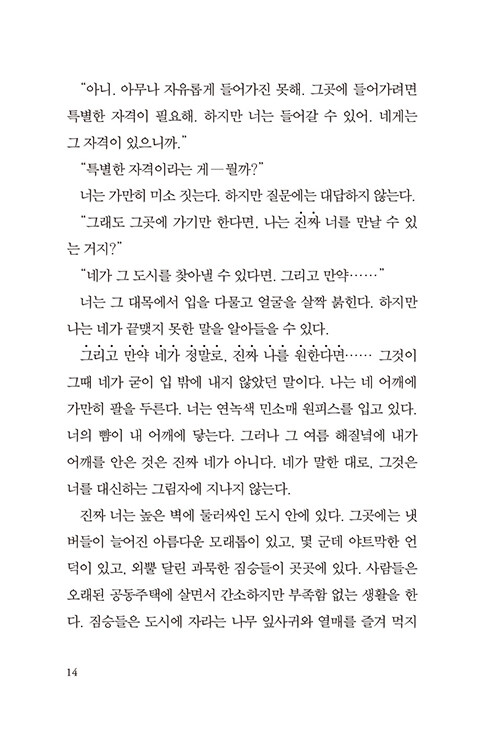 “아니. 아무나 자유롭게 들어가진 못해. 그곳에 들어가려면
특별한 자격이 필요해. 하지만 너는 들어갈 수 있어. 네게는
그 자격이 있으니까.”
“특별한 자격이라는 게—뭘까?”
너는 가만히 미소 짓는다. 하지만 질문에는 대답하지 않는다.
“그래도 그곳에 가기만 한다면, 나는 진짜 너를 만날 수 있
는 거지?”
“네가 그 도시를 찾아낼 수 있다면. 그리고 만약……”
너는 그 대목에서 입을 다물고 얼굴을 살짝 붉힌다. 하지만
나는 네가 끝맺지 못한 말을 알아들을 수 있다.
그리고 만약 네가 정말로, 진짜 나를 원한다면…… 그것이
그때 네가 굳이 입 밖에 내지 않았던 말이다. 나는 네 어깨에
가만히 팔을 두른다. 너는 연녹색 민소매 원피스를 입고 있다.
너의 뺨이 내 어깨에 닿는다. 그러나 그 여름 해질녘에 내가
어깨를 안은 것은 진짜 네가 아니다. 네가 말한 대로, 그것은
너를 대신하는 그림자에 지나지 않는다.
진짜 너는 높은 벽에 둘러싸인 도시 안에 있다. 그곳에는 냇
버들이 늘어진 아름다운 모래톱이 있고, 몇 군데 야트막한 언
덕이 있고, 외뿔 달린 과묵한 짐승들이 곳곳에 있다. 사람들은
오래된 공동주택에 살면서 간소하지만 부족함 없는 생활을 한
다. 짐승들은 도시에 자라는 나무 잎사귀와 열매를 즐겨 먹지
14